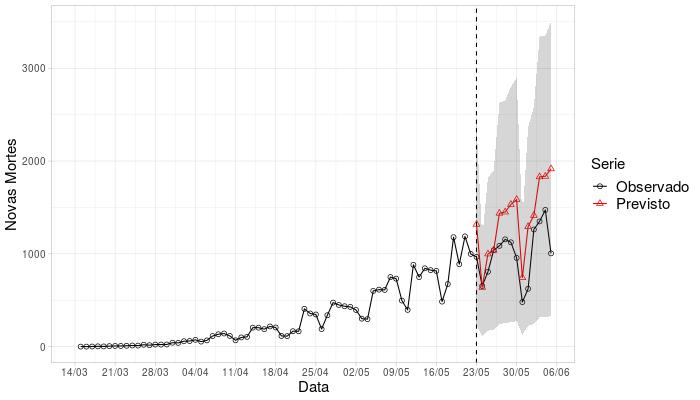 3000
2000
1000
0
Novas Mortes
14/03 21/03 28/03 04/04 11/04 18/04 25/04 02/05 09/05 16/05 23/05 30/05 06/06
Data
Serie
Observado
Previsto